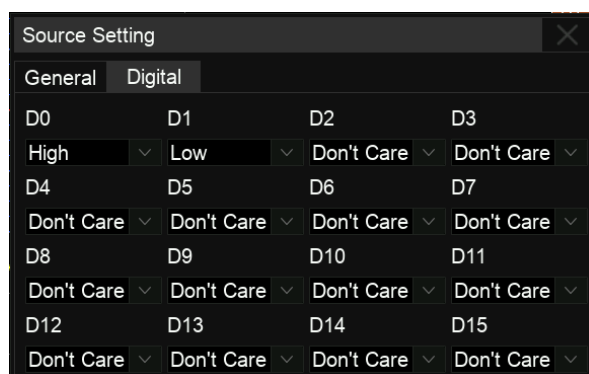 Source Setting
General Digital
D0 D1 D2 D3
High Low Don't Care Don't Care
D4 D5 D6 D7
Don't Care Don't Care Don't Care Don't Care
D8 D9 D10 D11
Don't Care Don't Care Don't Care Don't Care
D12 D13 D14 D15
Don't Care Don't Care Don't Care Don't Care